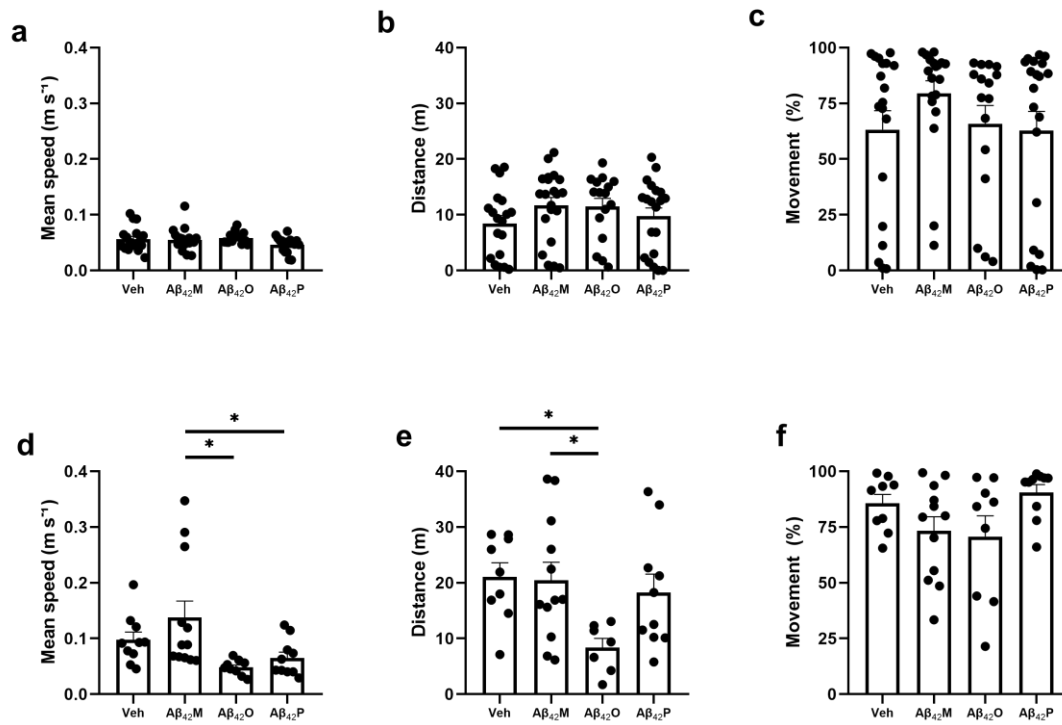 a
Mean speed (m s⁻¹)
0.4
0.3
0.2
0.1
0.0
Veh Aβ₄₂M Aβ₄₂O Aβ₄₂P
b
Distance (m)
40
30
20
10
0
Veh Aβ₄₂M Aβ₄₂O Aβ₄₂P
c
Movement (%)
100
75
50
25
0
Veh Aβ₄₂M Aβ₄₂O Aβ₄₂P
d
Mean speed (m s⁻¹)
0.4
0.3
0.2
0.1
0.0
*
*
Veh Aβ₄₂M Aβ₄₂O Aβ₄₂P
e
Distance (m)
40
30
20
10
0
*
*
Veh Aβ₄₂M Aβ₄₂O Aβ₄₂P
f
Movement (%)
100
75
50
25
0
Veh Aβ₄₂M Aβ₄₂O Aβ₄₂P